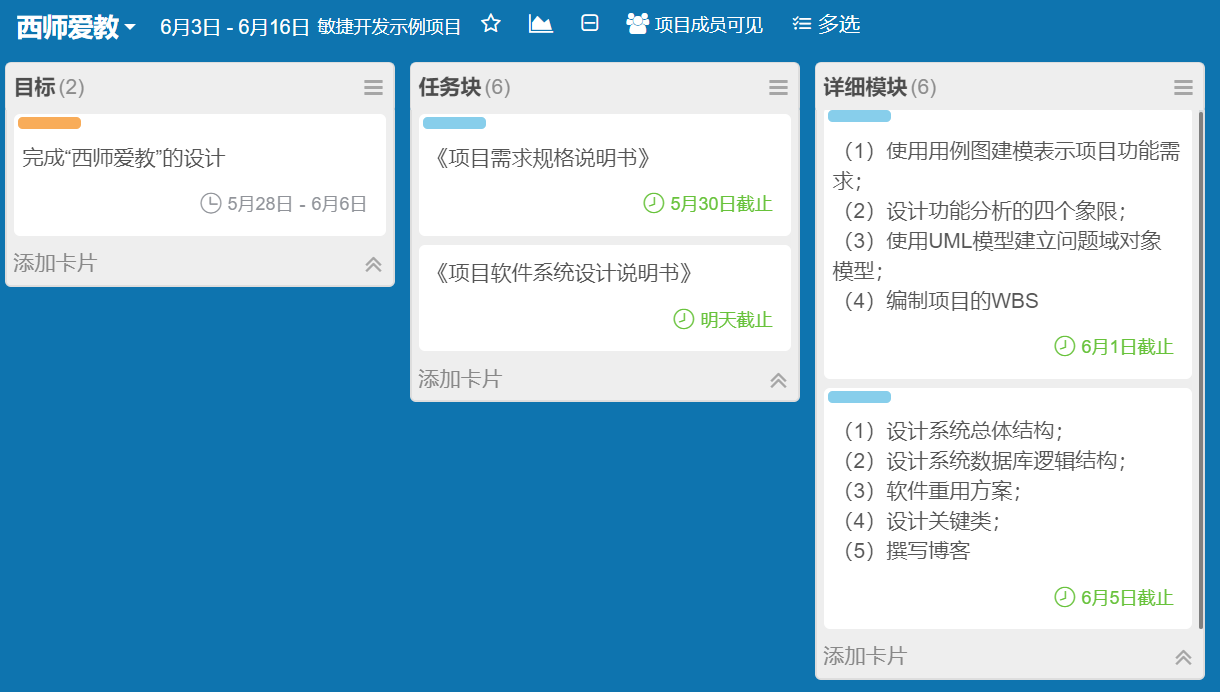 西师爱教 6月3日 - 6月16日 敏捷开发示例项目 项目成员可见 多选
目标(2)
完成“西师爱教”的设计
5月28日 - 6月6日
添加卡片
任务块(6)
《项目需求规格说明书》
5月30日截止
《项目软件系统设计说明书》
明天截止
添加卡片
详细模块(6)
（1）使用用例图建模表示项目功能需
求；
（2）设计功能分析的四个象限；
（3）使用UML模型建立问题域对象
模型；
（4）编制项目的WBS
6月1日截止
（1）设计系统总体结构；
（2）设计系统数据库逻辑结构；
（3）软件重用方案；
（4）设计关键类；
（5）撰写博客
6月5日截止
添加卡片